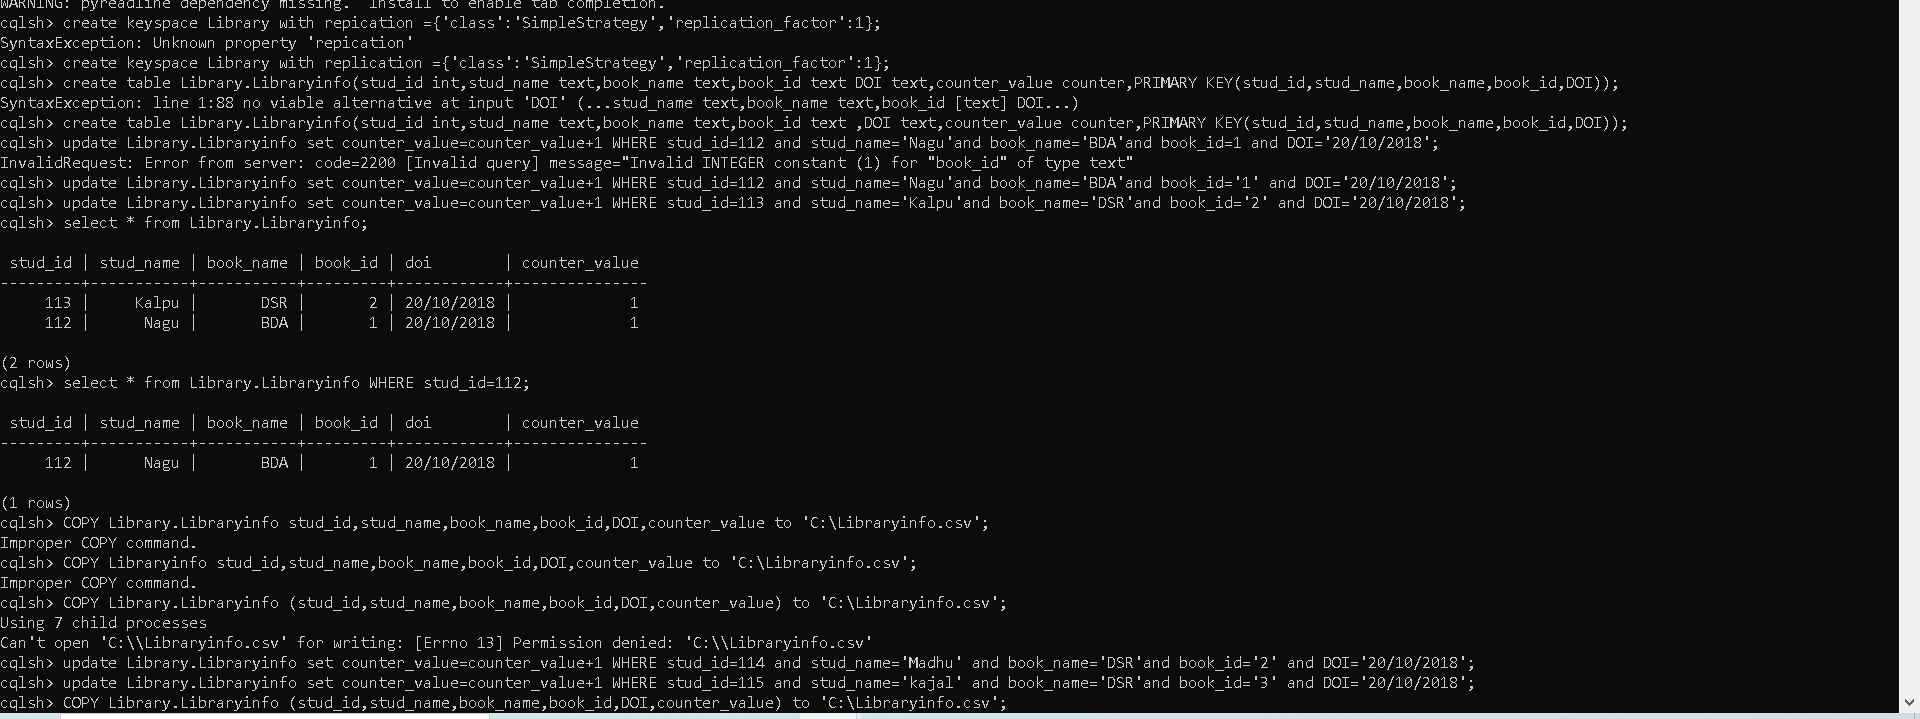 WARNING: pyreadline dependency missing.  Install to enable tab completion.
cqlsh> create keyspace Library with repication ={'class':'SimpleStrategy','replication_factor':1};
SyntaxException: Unknown property 'repication'
cqlsh> create keyspace Library with replication ={'class':'SimpleStrategy','replication_factor':1};
cqlsh> create table Library.Libraryinfo(stud_id int,stud_name text,book_name text,book_id text DOI text,counter_value counter,PRIMARY KEY(stud_id,stud_name,book_name,book_id,DOI));
SyntaxException: line 1:88 no viable alternative at input 'DOI' (...stud_name text,book_name text,book_id [text] DOI...)
cqlsh> create table Library.Libraryinfo(stud_id int,stud_name text,book_name text,book_id text ,DOI text,counter_value counter,PRIMARY KEY(stud_id,stud_name,book_name,book_id,DOI));
cqlsh> update Library.Libraryinfo set counter_value=counter_value+1 WHERE stud_id=112 and stud_name='Nagu'and book_name='BDA'and book_id=1 and DOI='20/10/2018';
InvalidRequest: Error from server: code=2200 [Invalid query] message="Invalid INTEGER constant (1) for "book_id" of type text"
cqlsh> update Library.Libraryinfo set counter_value=counter_value+1 WHERE stud_id=112 and stud_name='Nagu'and book_name='BDA'and book_id='1' and DOI='20/10/2018';
cqlsh> update Library.Libraryinfo set counter_value=counter_value+1 WHERE stud_id=113 and stud_name='Kalpu'and book_name='DSR'and book_id='2' and DOI='20/10/2018';
cqlsh> select * from Library.Libraryinfo;
 stud_id | stud_name | book_name | book_id | doi        | counter_value
---------+-----------+-----------+---------+------------+---------------
     113 |     Kalpu |       DSR |       2 | 20/10/2018 |             1
     112 |      Nagu |       BDA |       1 | 20/10/2018 |             1
(2 rows)
cqlsh> select * from Library.Libraryinfo WHERE stud_id=112;
 stud_id | stud_name | book_name | book_id | doi        | counter_value
---------+-----------+-----------+---------+------------+---------------
     112 |      Nagu |       BDA |       1 | 20/10/2018 |             1
(1 rows)
cqlsh> COPY Library.Libraryinfo stud_id,stud_name,book_name,book_id,DOI,counter_value to 'C:\Libraryinfo.csv';
Improper COPY command.
cqlsh> COPY Libraryinfo stud_id,stud_name,book_name,book_id,DOI,counter_value to 'C:\Libraryinfo.csv';
Improper COPY command.
cqlsh> COPY Library.Libraryinfo (stud_id,stud_name,book_name,book_id,DOI,counter_value) to 'C:\Libraryinfo.csv';
Using 7 child processes
Can't open 'C:\\Libraryinfo.csv' for writing: [Errno 13] Permission denied: 'C:\\Libraryinfo.csv'
cqlsh> update Library.Libraryinfo set counter_value=counter_value+1 WHERE stud_id=114 and stud_name='Madhu' and book_name='DSR'and book_id='2' and DOI='20/10/2018';
cqlsh> update Library.Libraryinfo set counter_value=counter_value+1 WHERE stud_id=115 and stud_name='kajal' and book_name='DSR'and book_id='3' and DOI='20/10/2018';
cqlsh> COPY Library.Libraryinfo (stud_id,stud_name,book_name,book_id,DOI,counter_value) to 'C:\Libraryinfo.csv';